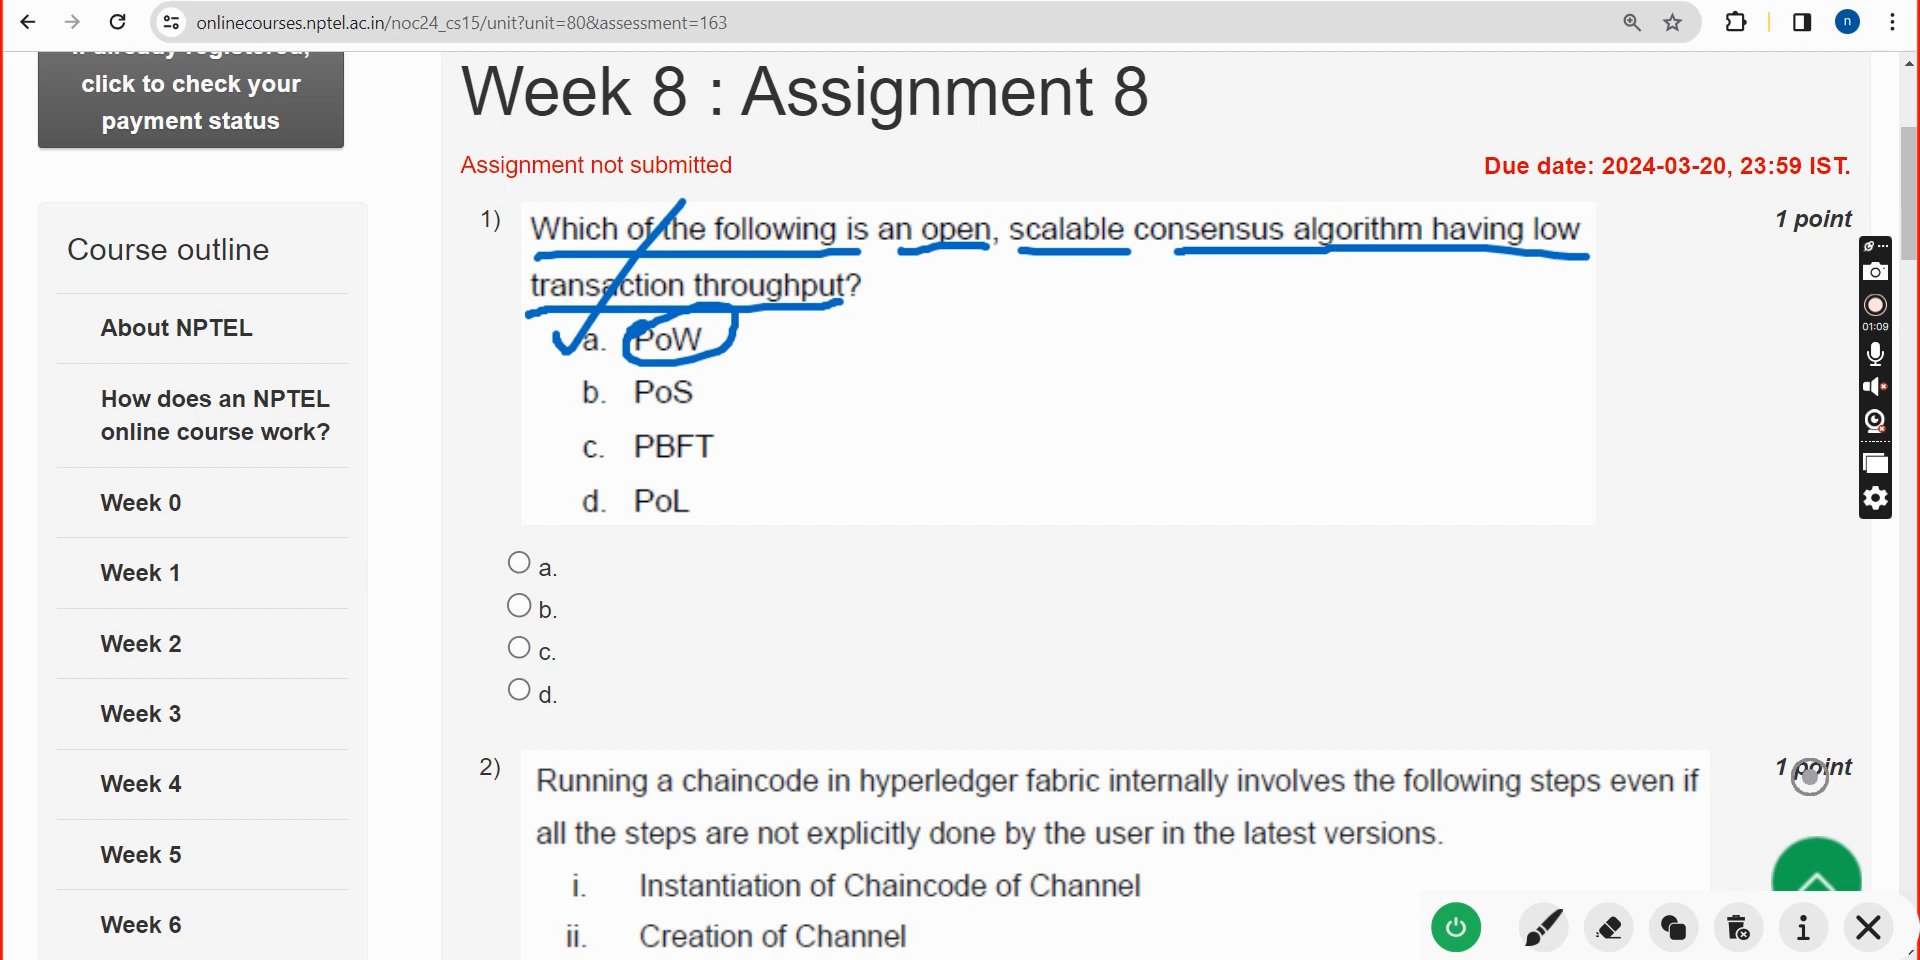 onlinecourses.nptel.ac.in/noc24_cs15/unit?unit=80&assessment=163
n
If already registered,
click to check your
payment status
Week 8 : Assignment 8
Assignment not submitted
Due date: 2024-03-20, 23:59 IST.
Course outline
About NPTEL
How does an NPTEL
online course work?
Week 0
Week 1
Week 2
Week 3
Week 4
Week 5
Week 6
1)
Which of the following is an open, scalable consensus algorithm having low
transaction throughput?
1 point
a. PoW
b. PoS
c. PBFT
d. PoL
a.
b.
c.
d.
2)
Running a chaincode in hyperledger fabric internally involves the following steps even if
all the steps are not explicitly done by the user in the latest versions.
1 point
i. Instantiation of Chaincode of Channel
ii. Creation of Channel
01:09